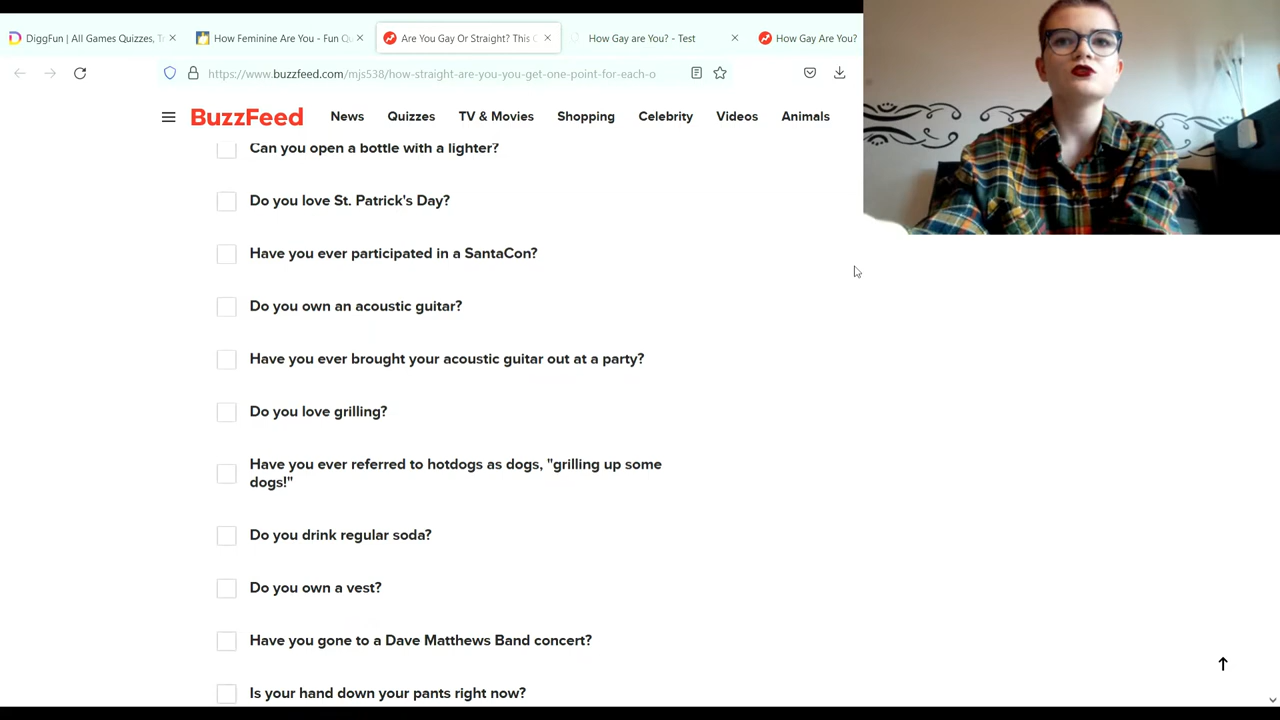 DiggFun | All Games Quizzes, T
How Feminine Are You - Fun Q
Are You Gay Or Straight? This
How Gay are You? - Test
How Gay Are You?
https://www.buzzfeed.com/mjs538/how-straight-are-you-you-get-one-point-for-each-o
BuzzFeed
News
Quizzes
TV & Movies
Shopping
Celebrity
Videos
Animals
Can you open a bottle with a lighter?
Do you love St. Patrick's Day?
Have you ever participated in a SantaCon?
Do you own an acoustic guitar?
Have you ever brought your acoustic guitar out at a party?
Do you love grilling?
Have you ever referred to hotdogs as dogs, "grilling up some
dogs!"
Do you drink regular soda?
Do you own a vest?
Have you gone to a Dave Matthews Band concert?
Is your hand down your pants right now?